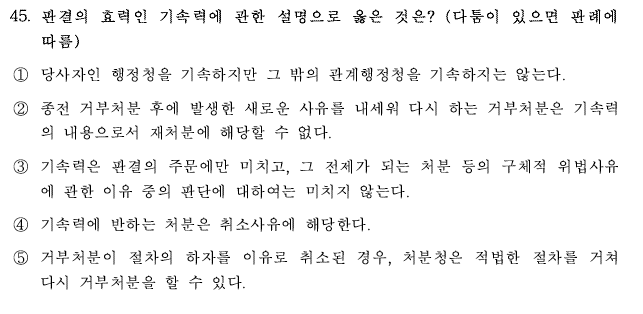 45. 판결의 효력인 기속력에 관한 설명으로 옳은 것은? (다툼이 있으면 판례에
따름)
① 당사자인 행정청을 기속하지만 그 밖의 관계행정청을 기속하지는 않는다.
② 종전 거부처분 후에 발생한 새로운 사유를 내세워 다시 하는 거부처분은 기속력
의 내용으로서 재처분에 해당할 수 없다.
③ 기속력은 판결의 주문에만 미치고, 그 전제가 되는 처분 등의 구체적 위법사유
에 관한 이유 중의 판단에 대하여는 미치지 않는다.
④ 기속력에 반하는 처분은 취소사유에 해당한다.
⑤ 거부처분이 절차의 하자를 이유로 취소된 경우, 처분청은 적법한 절차를 거쳐
다시 거부처분을 할 수 있다.